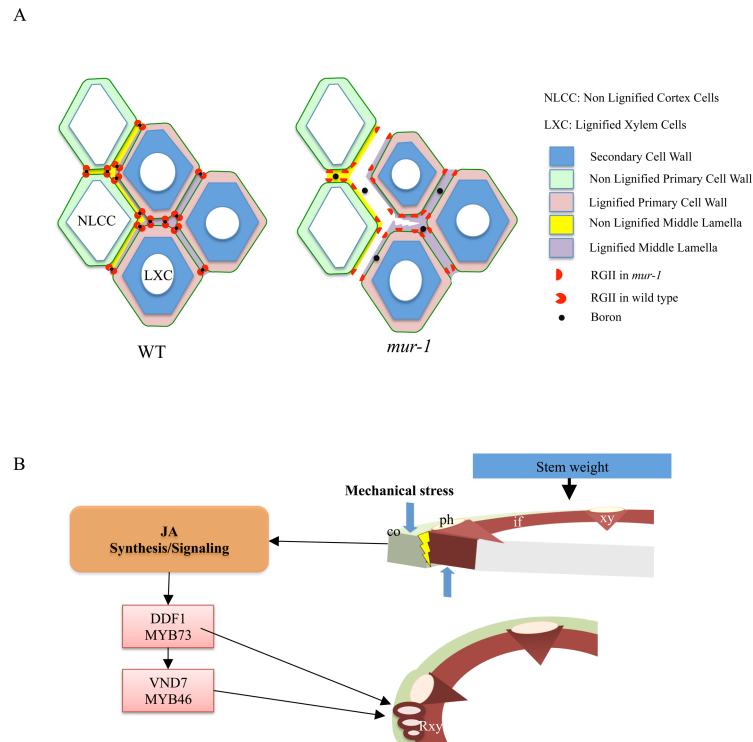 A
NLCC: Non Lignified Cortex Cells
LXC: Lignified Xylem Cells
Secondary Cell Wall
Non Lignified Primary Cell Wall
Lignified Primary Cell Wall
Non Lignified Middle Lamella
Lignified Middle Lamella
RGII in mur-1
RGII in wild type
Boron
NLCC
LXC
WT
mur-1
B
Stem weight
Mechanical stress
co
ph
if
xy
JA
Synthesis/Signaling
DDF1
MYB73
VND7
MYB46
Rxy